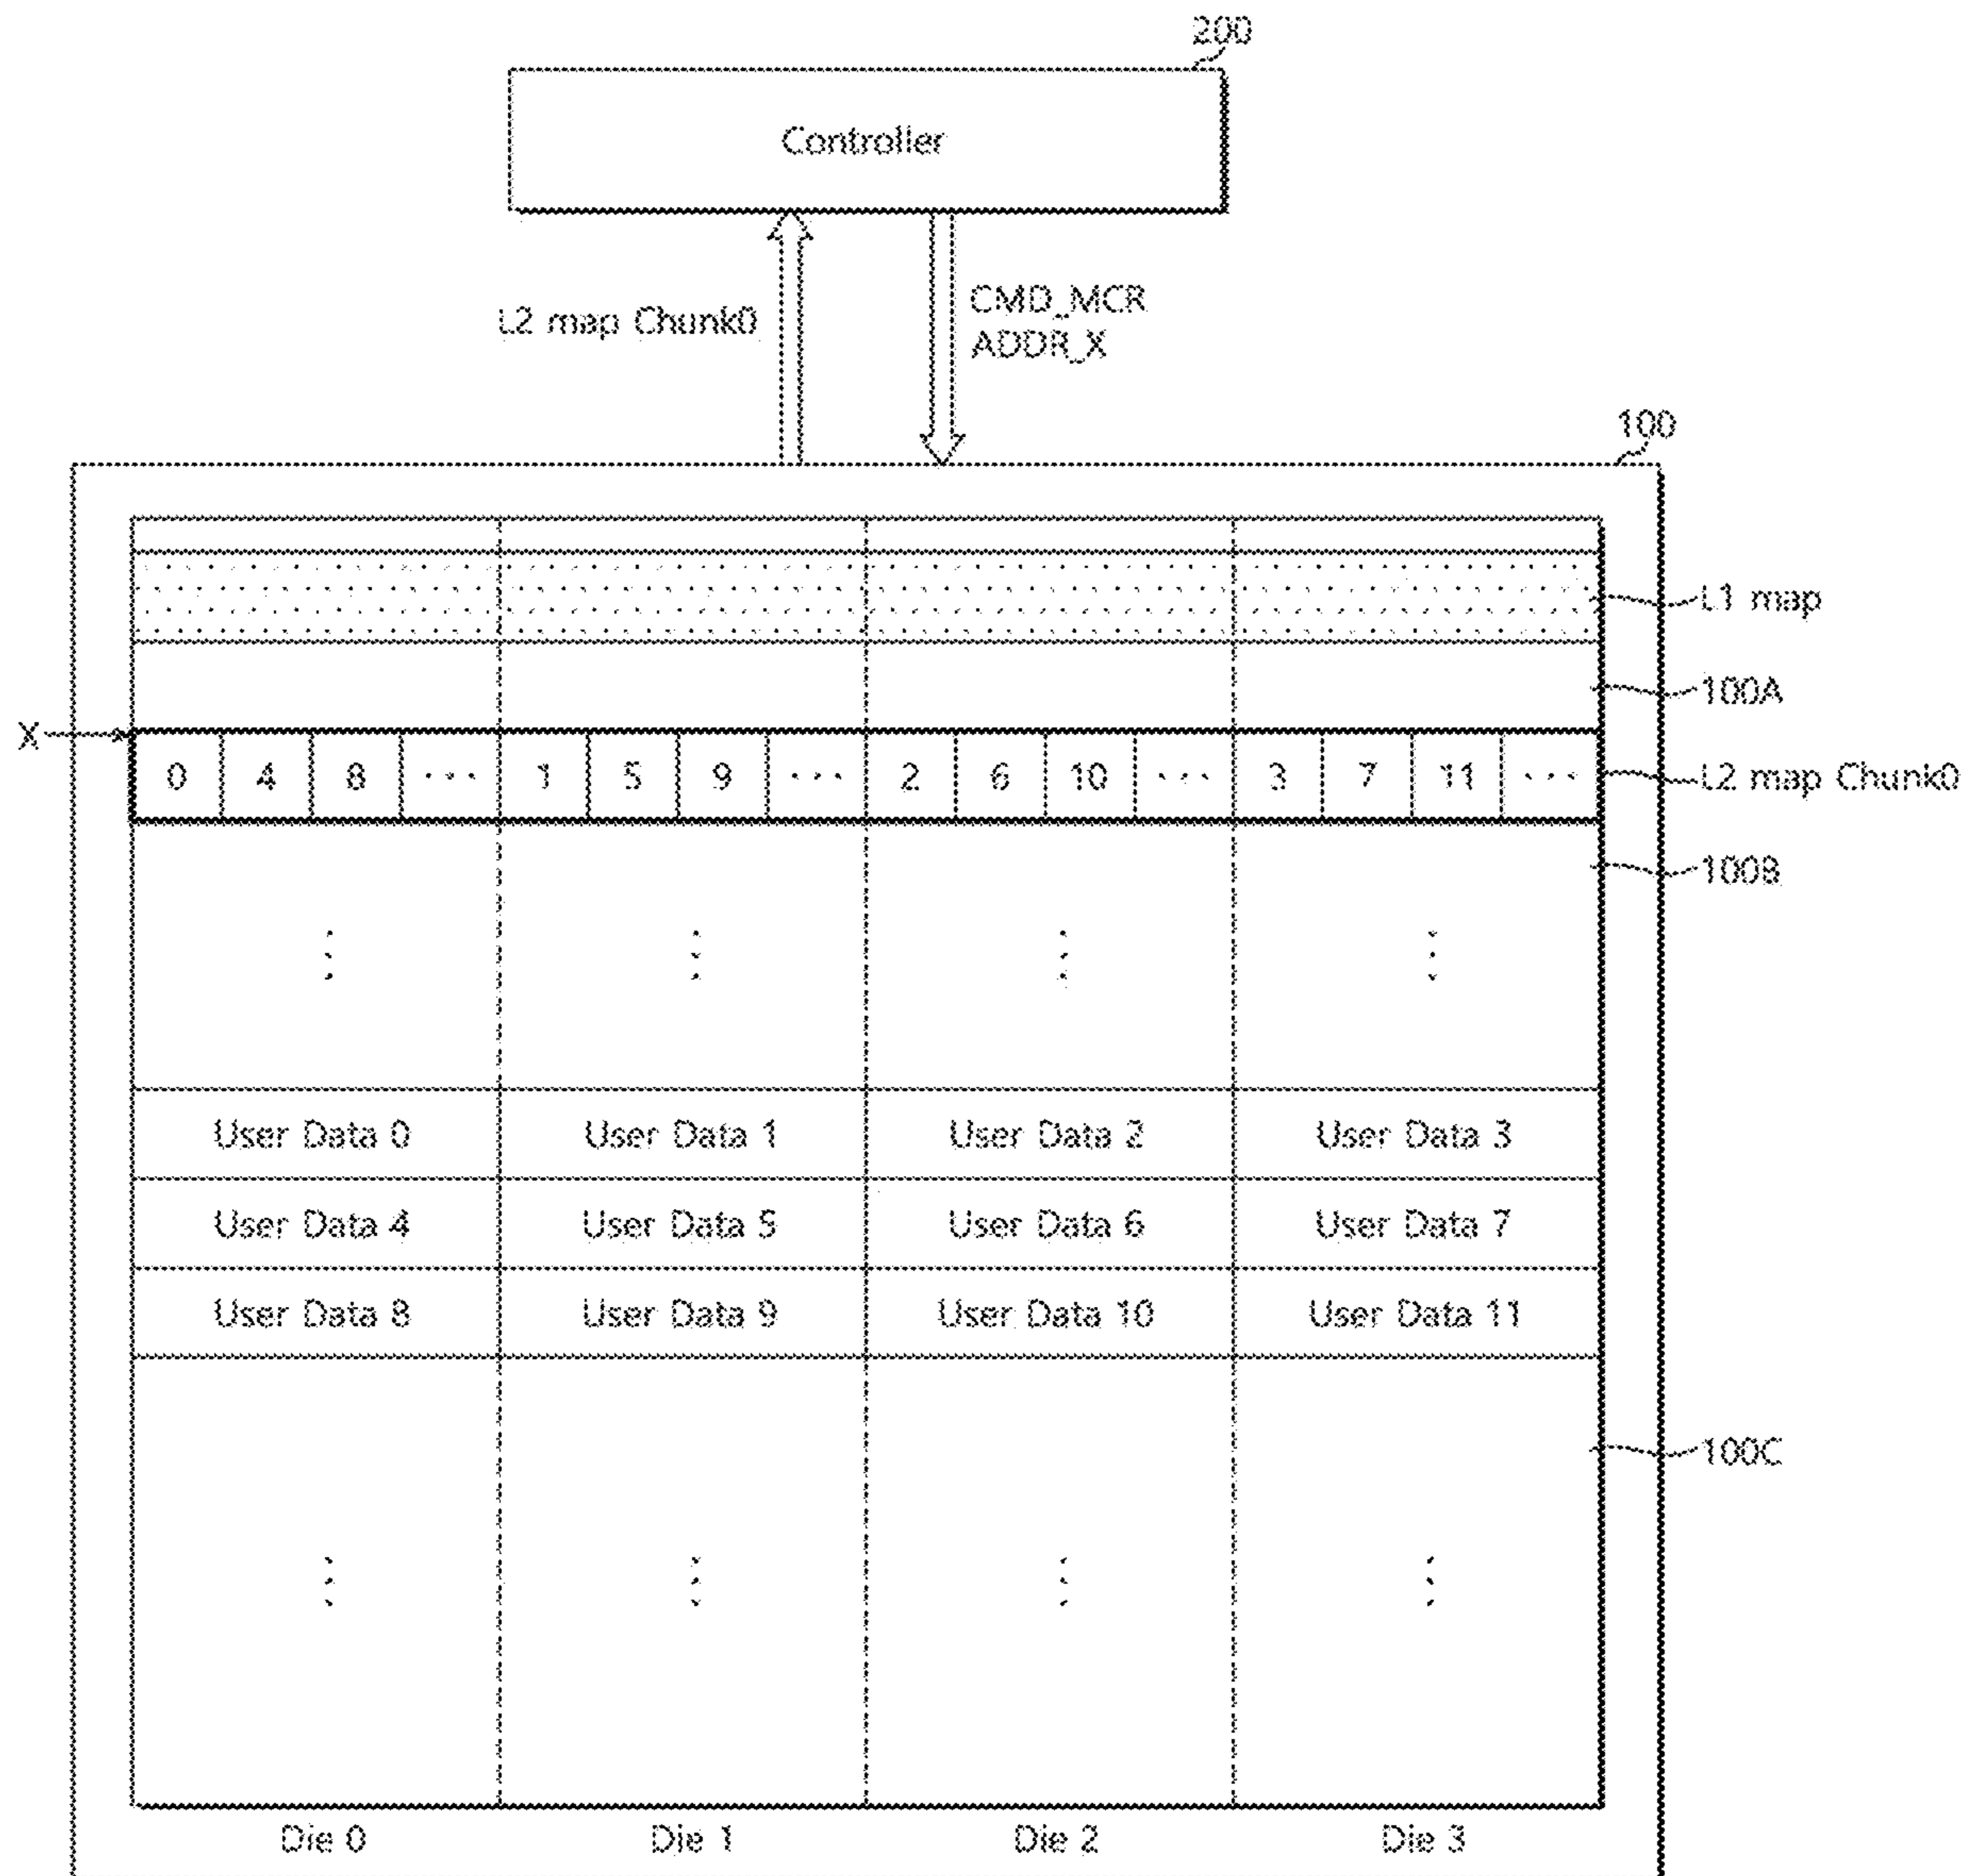 200
Controller
L2 map Chunk0
CMD_MCR
ADDR_X
100
L1 map
100A
X
0 4 8 ... 1 5 9 ... 2 6 10 ... 3 7 11 ...
L2 map Chunk0
100B
User Data 0 User Data 1 User Data 2 User Data 3
User Data 4 User Data 5 User Data 6 User Data 7
User Data 8 User Data 9 User Data 10 User Data 11
100C
Die 0 Die 1 Die 2 Die 3